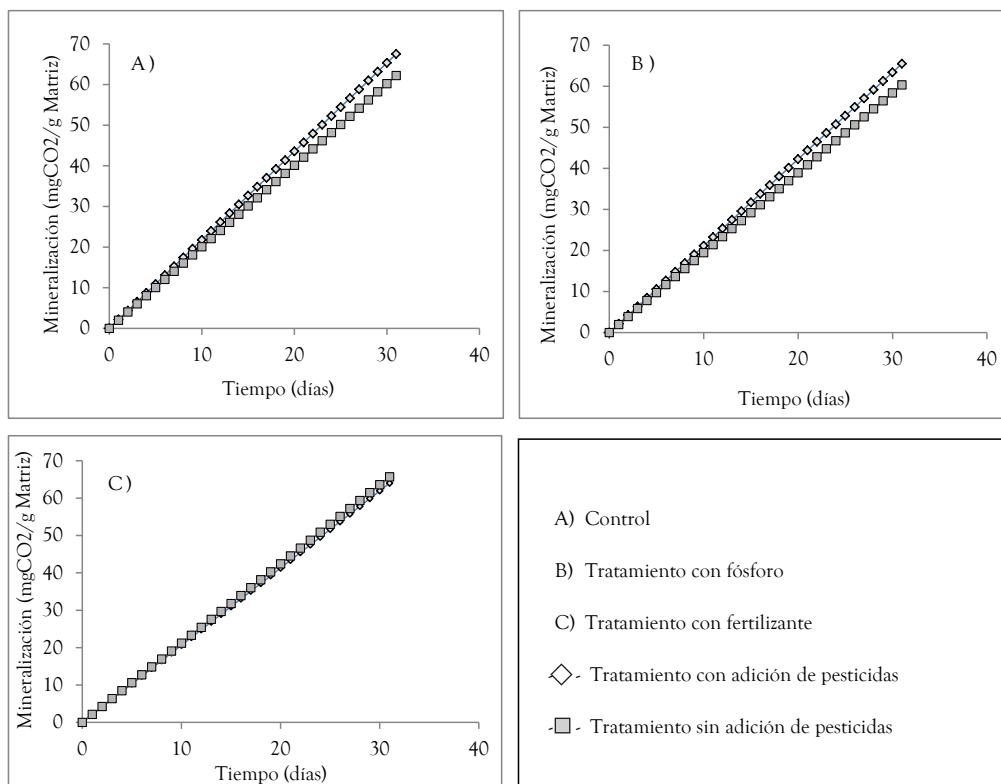 A )
Mineralización (mgCO2/g Matriz)
70
60
50
40
30
20
10
0
0 10 20 30 40
Tiempo (días)
B )
Mineralización (mgCO2/g Matriz)
70
60
50
40
30
20
10
0
0 10 20 30 40
Tiempo (días)
C )
Mineralización (mgCO2/g Matriz)
70
60
50
40
30
20
10
0
0 10 20 30 40
Tiempo (días)
A) Control
B) Tratamiento con fósforo
C) Tratamiento con fertilizante
Tratamiento con adición de pesticidas
Tratamiento sin adición de pesticidas